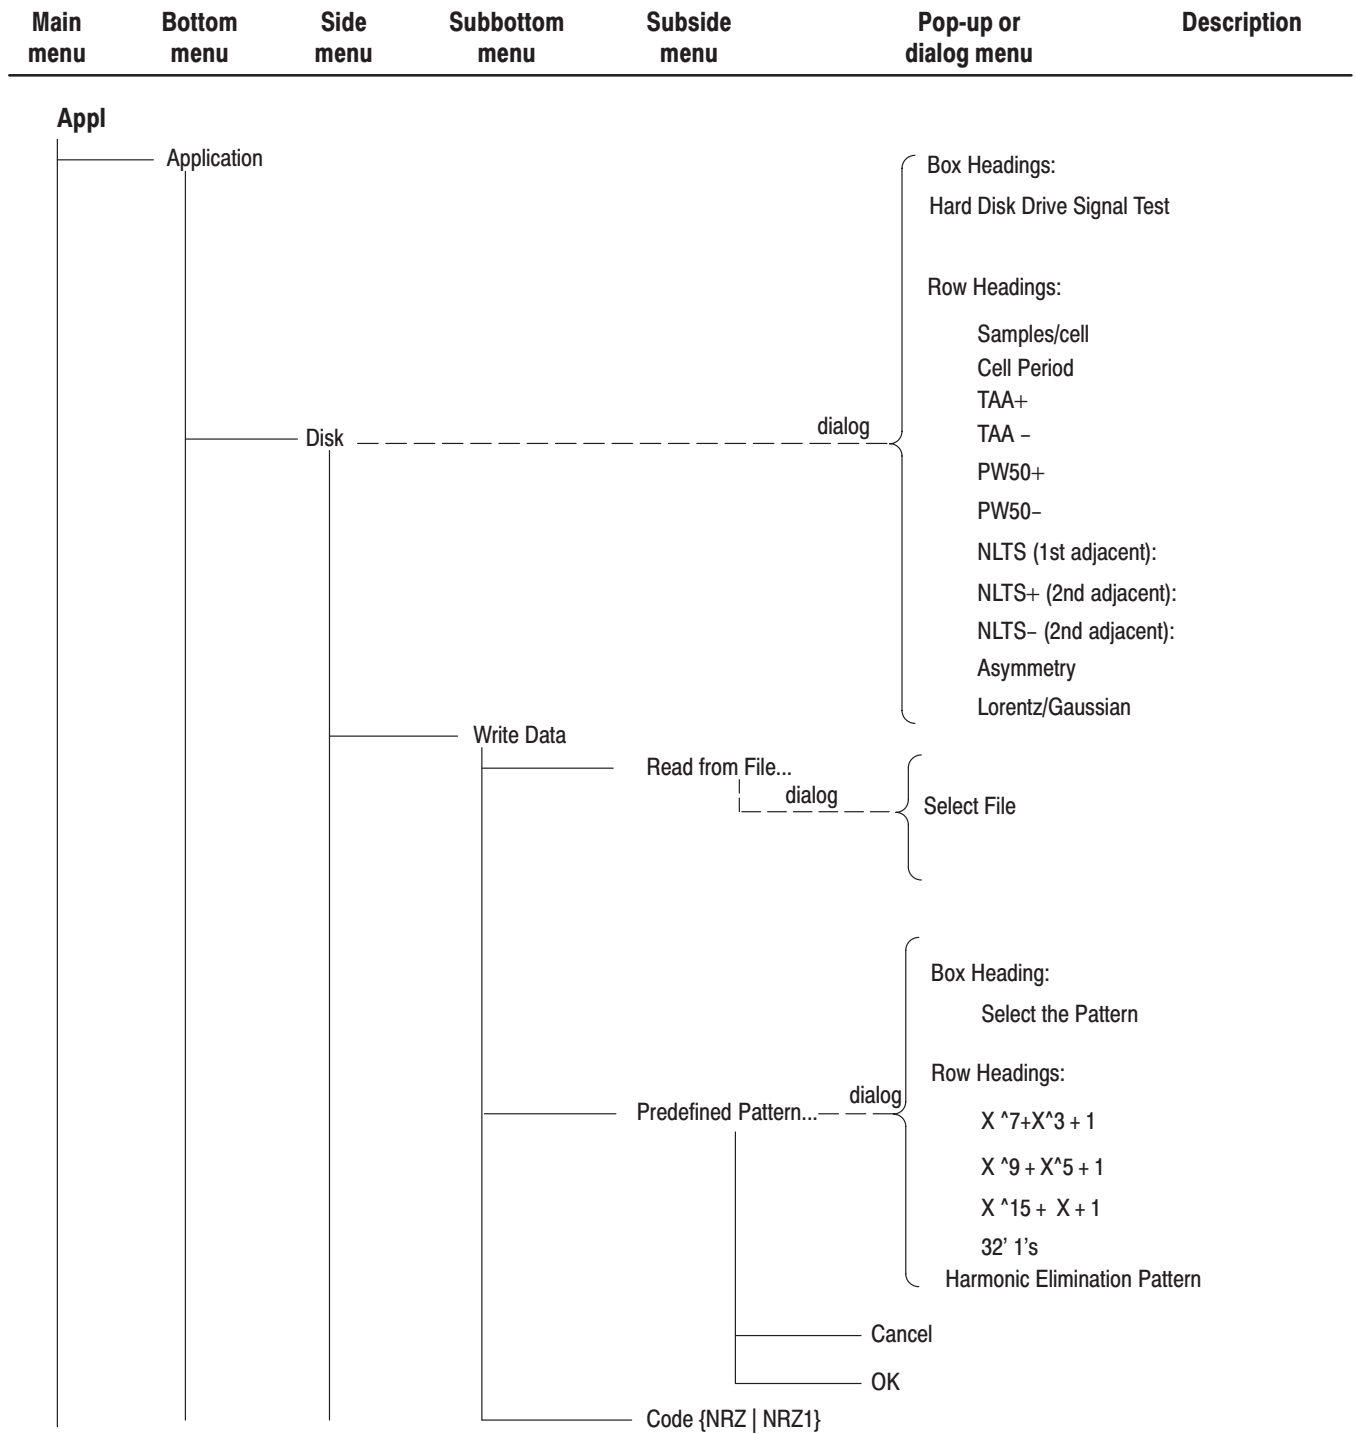 Main menu
Bottom menu
Side menu
Subbottom menu
Subside menu
Pop-up or dialog menu
Description
Appl
Application
Box Headings:
Hard Disk Drive Signal Test
Row Headings:
Samples/cell
Cell Period
TAA+
Disk
dialog
TAA –
PW50+
PW50–
NLTS (1st adjacent):
NLTS+ (2nd adjacent):
NLTS– (2nd adjacent):
Asymmetry
Lorentz/Gaussian
Write Data
Read from File...
dialog
Select File
Box Heading:
Select the Pattern
Row Headings:
Predefined Pattern...
dialog
X ^7+X^3 + 1
X ^9 + X^5 + 1
X ^15 + X + 1
32’ 1’s
Harmonic Elimination Pattern
Cancel
OK
Code {NRZ | NRZ1}